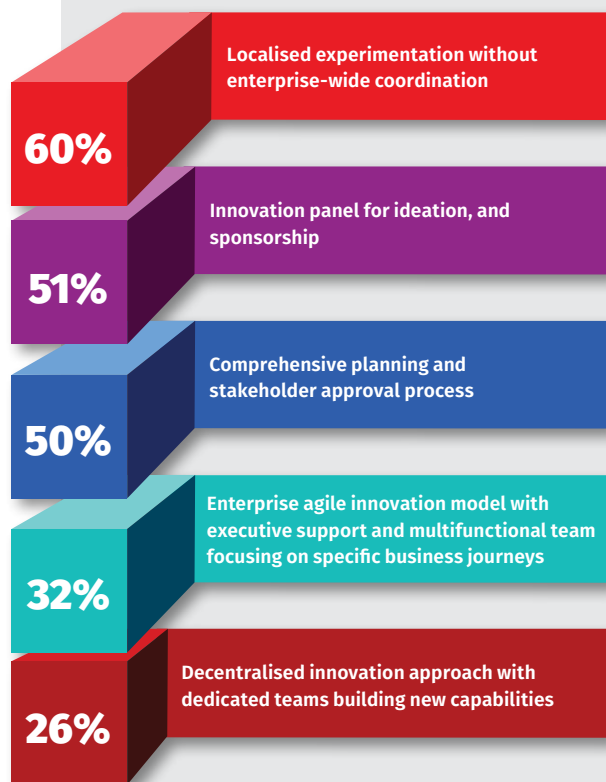 60%
Localised experimentation without
enterprise-wide coordination
51%
Innovation panel for ideation, and
sponsorship
50%
Comprehensive planning and
stakeholder approval process
32%
Enterprise agile innovation model with
executive support and multifunctional team
focusing on specific business journeys
26%
Decentralised innovation approach with
dedicated teams building new capabilities